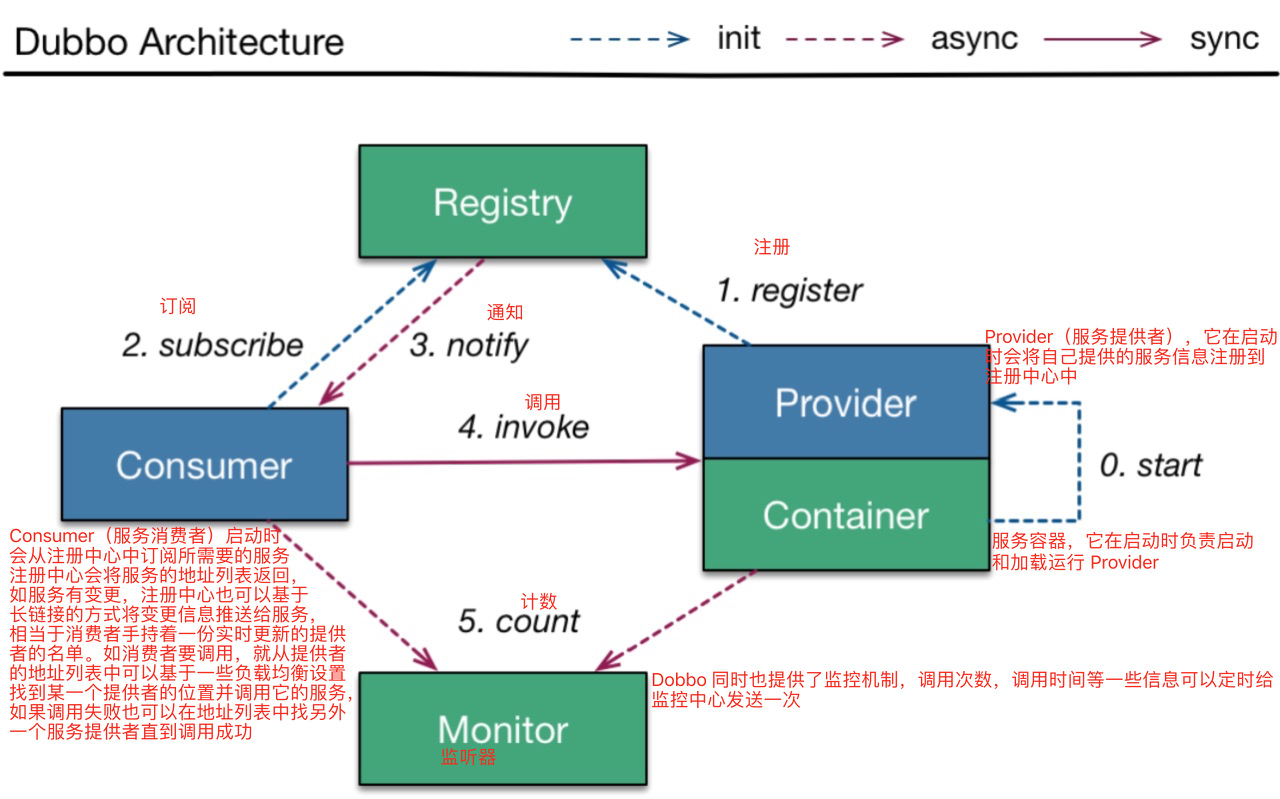 Dubbo Architecture
init
async
sync
Registry
注册
1. register
订阅
2. subscribe
通知
3. notify
Provider（服务提供者），它在启动
时会将自己提供的服务信息注册到
注册中心中
Provider
调用
4. invoke
Consumer
0. start
Container
Consumer（服务消费者）启动时
会从注册中心中订阅所需要的服务
注册中心会将服务的地址列表返回，
如服务有变更，注册中心也可以基于
长链接的方式将变更信息推送给服务，
相当于消费者手持着一份实时更新的提供
者的名单。如消费者要调用，就从提供者
的地址列表中可以基于一些负载均衡设置
找到某一个提供者的位置并调用它的服务，
如果调用失败也可以在地址列表中找另外
一个服务提供者直到调用成功
服务容器，它在启动时负责启动
和加载运行 Provider
计数
5. count
Dobbo 同时也提供了监控机制，调用次数，调用时间等一些信息可以定时给
监控中心发送一次
Monitor
监听器